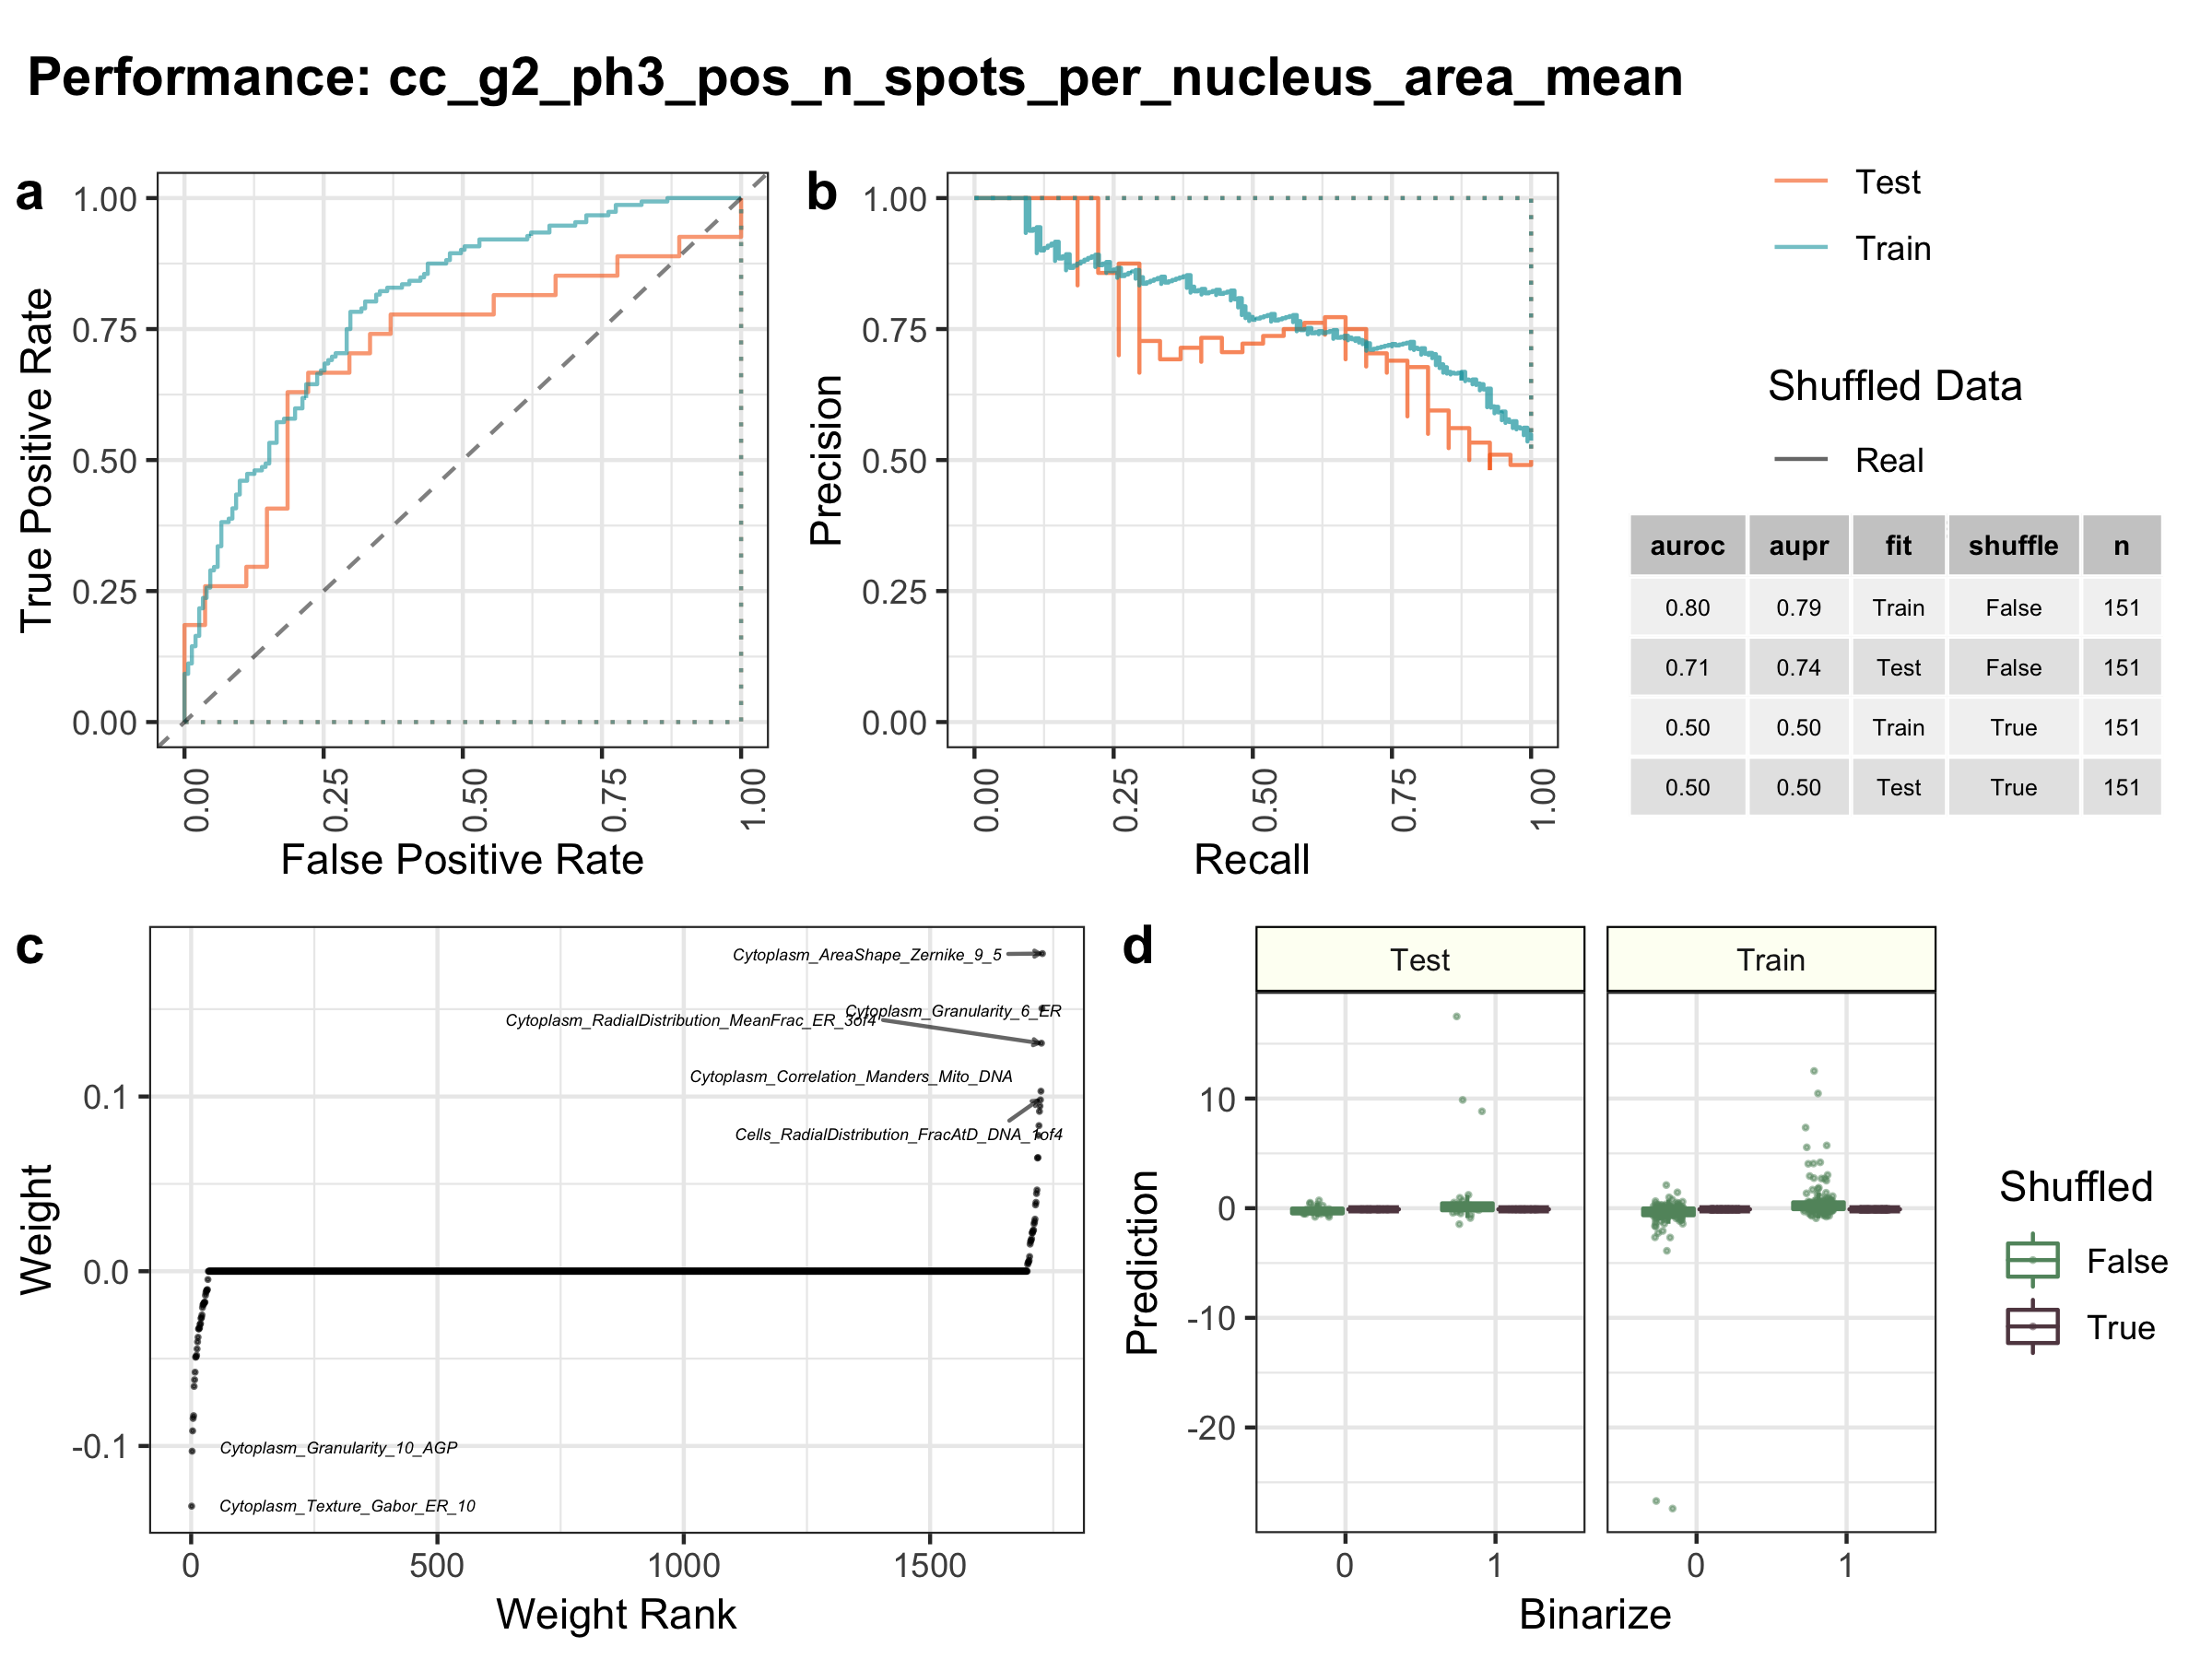 Performance: cc_g2_ph3_pos_n_spots_per_nucleus_area_mean
a
True Positive Rate
1.00
0.75
0.50
0.25
0.00
0.00 0.25 0.50 0.75 1.00
False Positive Rate
b
Precision
1.00
0.75
0.50
0.25
0.00
0.00 0.25 0.50 0.75 1.00
Recall
Test
Train
Shuffled Data
Real
auroc aupr fit shuffle n
0.80 0.79 Train False 151
0.71 0.74 Test False 151
0.50 0.50 Train True 151
0.50 0.50 Test True 151
c
Weight
0.1
0.0
-0.1
Cytoplasm_AreaShape_Zernike_9_5
Cytoplasm_Granularity_6_ER
Cytoplasm_RadialDistribution_MeanFrac_ER_3of4
Cytoplasm_Correlation_Manders_Mito_DNA
Cells_RadialDistribution_FracAtD_DNA_1of4
Cytoplasm_Granularity_10_AGP
Cytoplasm_Texture_Gabor_ER_10
0 500 1000 1500
Weight Rank
d
Test Train
Prediction
10
0
-10
-20
0 1 0 1
Binarize
Shuffled
False
True